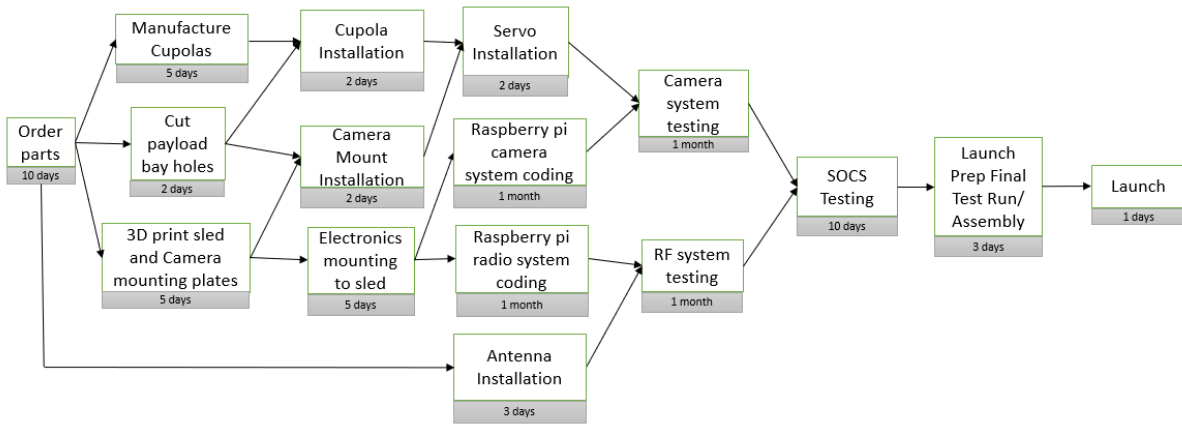 Order
parts
10 days
Manufacture
Cupolas
5 days
Cut
payload
bay holes
2 days
3D print sled
and Camera
mounting plates
5 days
Cupola
Installation
2 days
Camera
Mount
Installation
2 days
Electronics
mounting
to sled
5 days
Servo
Installation
2 days
Raspberry pi
camera
system coding
1 month
Raspberry pi
radio system
coding
1 month
Antenna
Installation
3 days
Camera
system
testing
1 month
RF system
testing
1 month
SOCS
Testing
10 days
Launch
Prep Final
Test Run/
Assembly
3 days
Launch
1 days